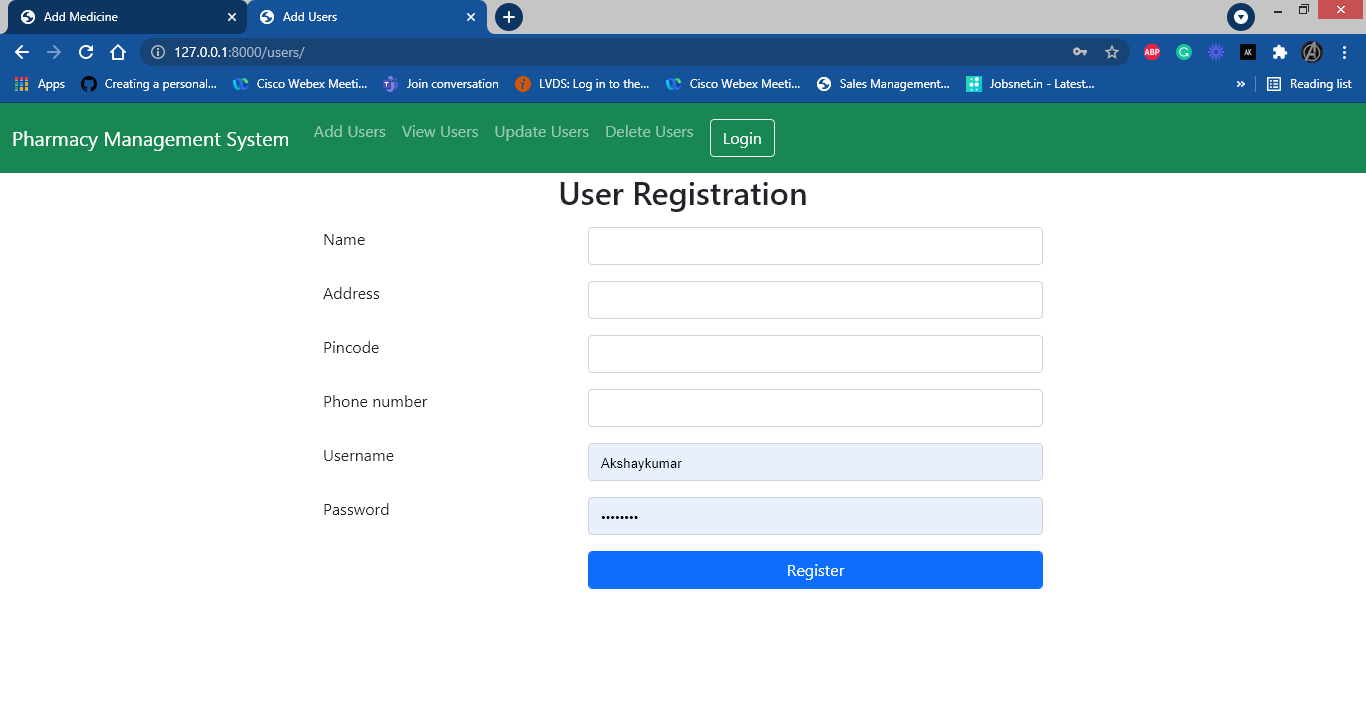 Add Medicine Add Users
127.0.0.1:8000/users/ ABP G AK
Apps Creating a personal... Cisco Webex Meeti... Join conversation LVDS: Log in to the... Cisco Webex Meeti... Sales Management... Jobsnet.in - Latest... » Reading list
Pharmacy Management System Add Users View Users Update Users Delete Users Login
User Registration
Name
Address
Pincode
Phone number
Username Akshaykumar
Password ••••••••
Register